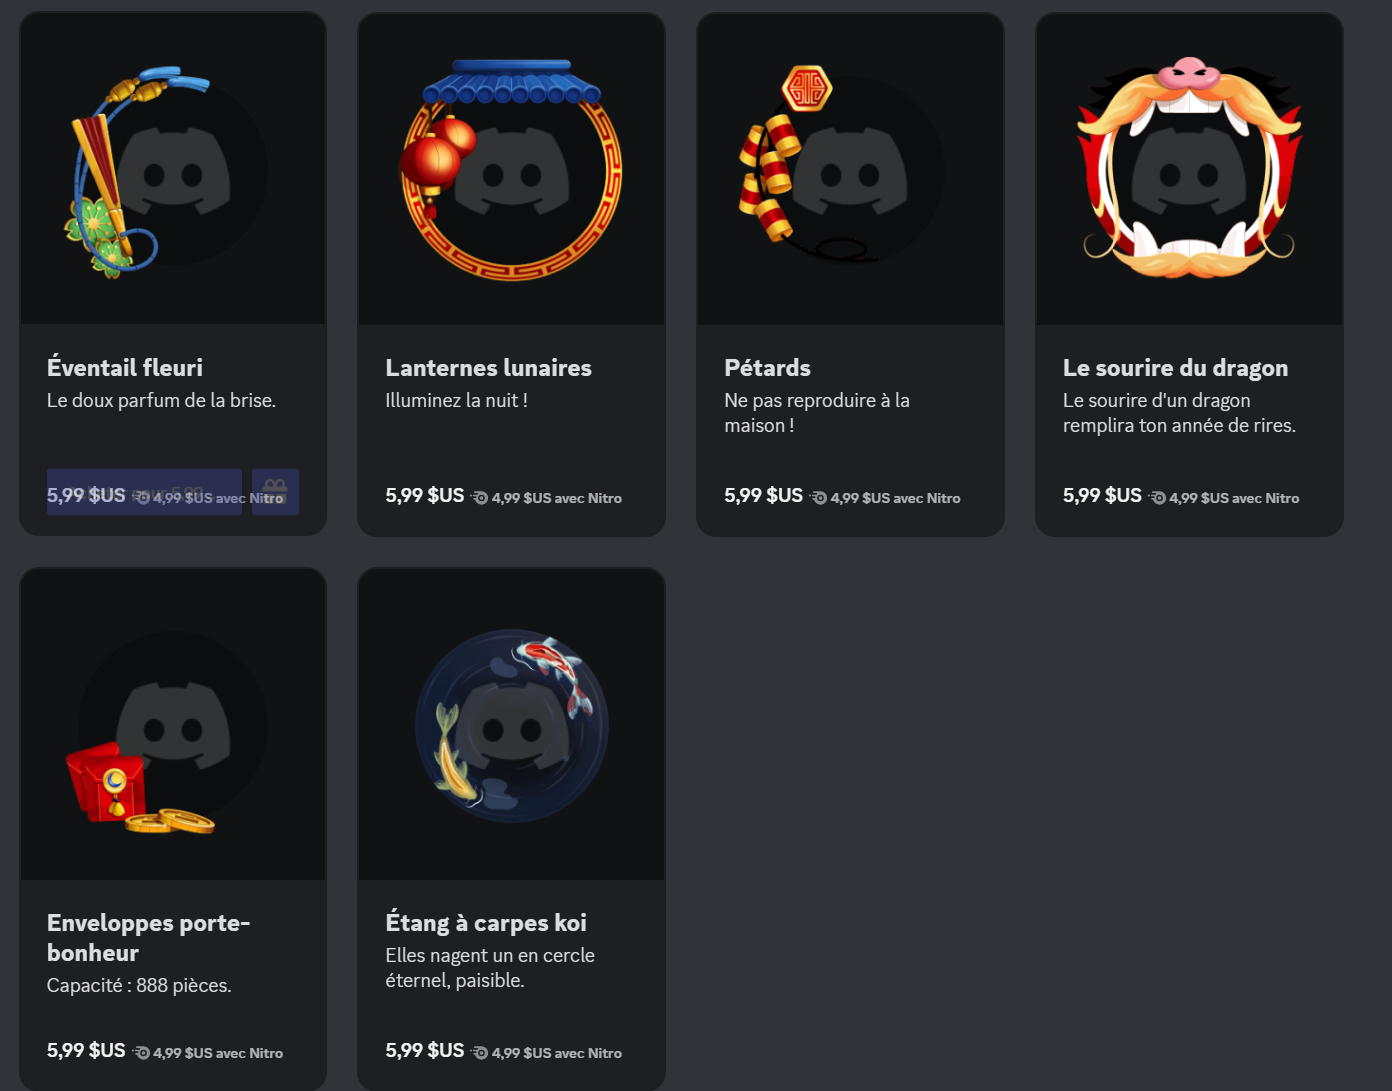 Éventail fleuri
Le doux parfum de la brise.
5,99 $US 4,99 $US avec Nitro
Lanternes lunaires
Illuminez la nuit !
5,99 $US 4,99 $US avec Nitro
Pétards
Ne pas reproduire à la
maison !
5,99 $US 4,99 $US avec Nitro
Le sourire du dragon
Le sourire d'un dragon
remplira ton année de rires.
5,99 $US 4,99 $US avec Nitro
Enveloppes porte-
bonheur
Capacité : 888 pièces.
5,99 $US 4,99 $US avec Nitro
Étang à carpes koi
Elles nagent un en cercle
éternel, paisible.
5,99 $US 4,99 $US avec Nitro